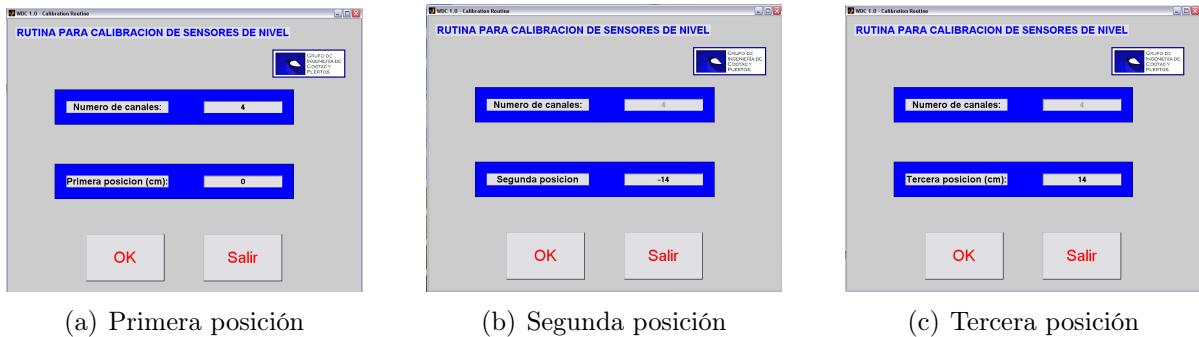 WDC 1.0 - Calibration Routine
RUTINA PARA CALIBRACION DE SENSORES DE NIVEL
GRUPO DE
INGENIERÍA DE
COSTAS Y
PUERTOS
Numero de canales: 4
Primera posicion (cm): 0
OK Salir
(a) Primera posición
WDC 1.0 - Calibration Routine
RUTINA PARA CALIBRACION DE SENSORES DE NIVEL
GRUPO DE
INGENIERÍA DE
COSTAS Y
PUERTOS
Numero de canales: 4
Segunda posicion -14
OK Salir
(b) Segunda posición
WDC 1.0 - Calibration Routine
RUTINA PARA CALIBRACION DE SENSORES DE NIVEL
GRUPO DE
INGENIERÍA DE
COSTAS Y
PUERTOS
Numero de canales: 4
Tercera posicion (cm): 14
OK Salir
(c) Tercera posición